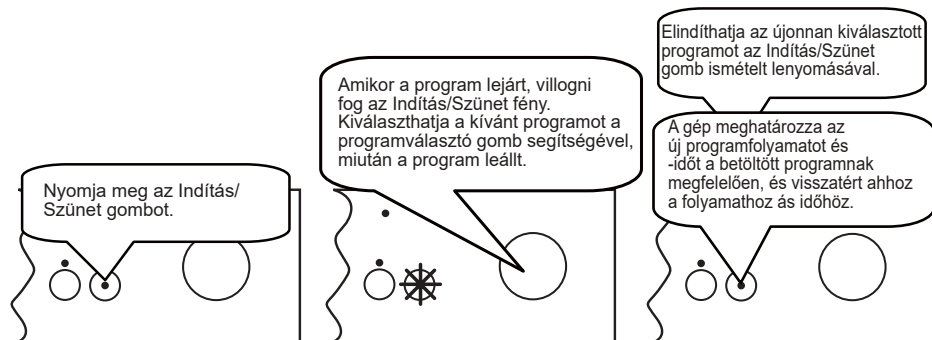 Nyomja meg az Indítás/
Szünet gombot.
Amikor a program lejárt, villogni
fog az Indítás/Szünet fény.
Kiválaszthatja a kívánt programot a
programválasztó gomb segítségével,
miután a program leállt.
Elindíthatja az újonnan kiválasztott
programot az Indítás/Szünet
gomb ismételt lenyomásával.
A gép meghatározza az
új programfolyamatot és
-időt a betöltött programnak
megfelelően, és visszatért ahhoz
a folyamathoz ás időhöz.